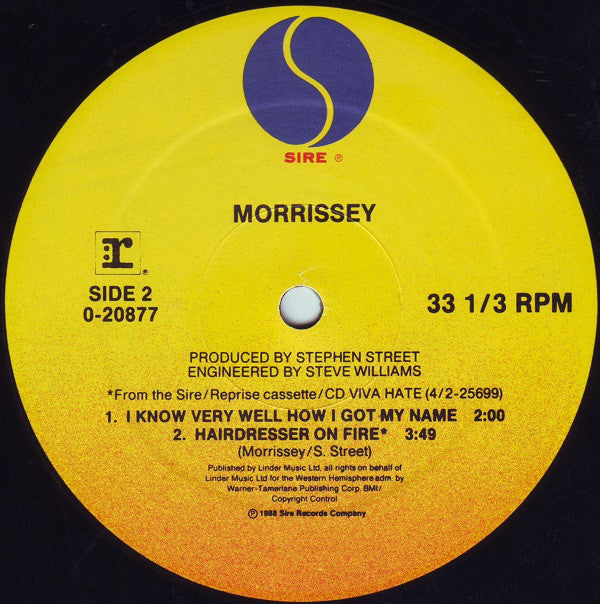 SIRE ®
MORRISSEY
r ®
SIDE 2
0-20877
33 1/3 RPM
PRODUCED BY STEPHEN STREET
ENGINEERED BY STEVE WILLIAMS
*From the Sire/Reprise cassette/CD VIVA HATE (4/2-25699)
1. I KNOW VERY WELL HOW I GOT MY NAME 2:00
2. HAIRDRESSER ON FIRE* 3:49
(Morrissey/S. Street)
Published by Linder Music Ltd, all rights on behalf of
Linder Music Ltd for the Western Hemisphere adm. by
Warner-Tamerlane Publishing Corp. BMI/
Copyright Control
℗ 1988 Sire Records Company